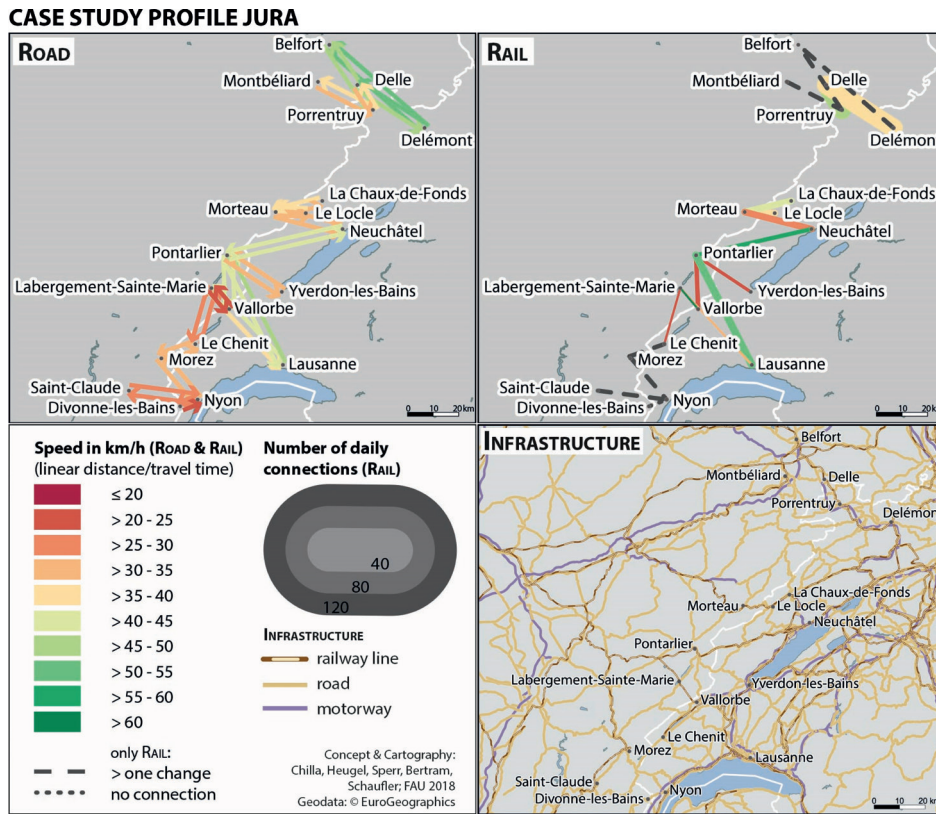 CASE STUDY PROFILE JURA
ROAD
Belfort
Montbéliard
Delle
Porrentruy
Delémont
La Chaux-de-Fonds
Morteau
Le Locle
Neuchâtel
Pontarlier
Labergement-Sainte-Marie
Yverdon-les-Bains
Vallorbe
Le Chenit
Morez
Lausanne
Saint-Claude
Nyon
Divonne-les-Bains
0 10 20 km
RAIL
Belfort
Montbéliard
Delle
Porrentruy
Delémont
La Chaux-de-Fonds
Morteau
Le Locle
Neuchâtel
Pontarlier
Labergement-Sainte-Marie
Yverdon-les-Bains
Vallorbe
Le Chenit
Morez
Lausanne
Saint-Claude
Nyon
Divonne-les-Bains
0 10 20 km
Speed in km/h (ROAD & RAIL)
(linear distance/travel time)
≤ 20
> 20 - 25
> 25 - 30
> 30 - 35
> 35 - 40
> 40 - 45
> 45 - 50
> 50 - 55
> 55 - 60
> 60
only RAIL:
> one change
no connection
Number of daily
connections (RAIL)
40
80
120
INFRASTRUCTURE
railway line
road
motorway
Concept & Cartography:
Chilla, Heugel, Sperr, Bertram,
Schaufler; FAU 2018
Geodata: © EuroGeographics
INFRASTRUCTURE
Belfort
Montbéliard
Delle
Porrentruy
Delémont
La Chaux-de-Fonds
Morteau
Le Locle
Neuchâtel
Pontarlier
Labergement-Sainte-Marie
Yverdon-les-Bains
Vallorbe
Le Chenit
Morez
Lausanne
Saint-Claude
Nyon
Divonne-les-Bains
0 10 20 km